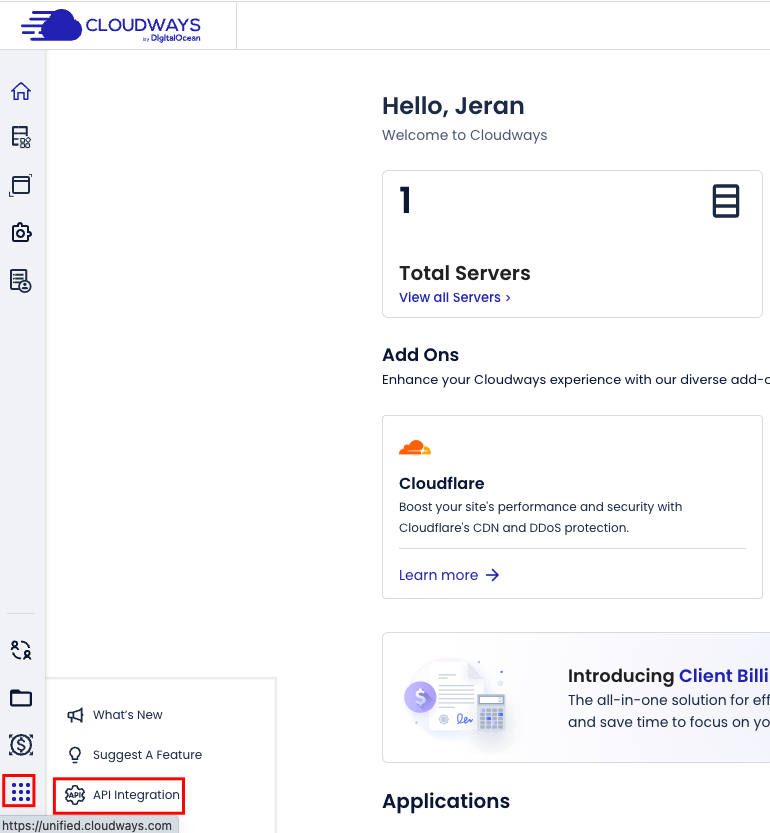 CLOUDWAYS
by DigitalOcean
Hello, Jeran
Welcome to Cloudways
1
Total Servers
View all Servers >
Add Ons
Enhance your Cloudways experience with our diverse add-o
Cloudflare
Boost your site's performance and security with
Cloudflare's CDN and DDoS protection.
Learn more →
Introducing Client Billi
The all-in-one solution for eff
and save time to focus on yo
What's New
Suggest A Feature
API
API Integration
Applications
https://unified.cloudways.com